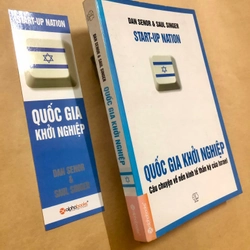 START-UP NATION
QUỐC GIA
KHỞI NGHIỆP
DAN SENOR
&
SAUL SINGER
alphabooks
DAN SENOR & SAUL SINGER
START-UP NATION
QUỐC GIA KHỞI NGHIỆP
Câu chuyện về nền kinh tế thần kỳ của Israel
QUỐC GIA KHỞI NGHIỆP